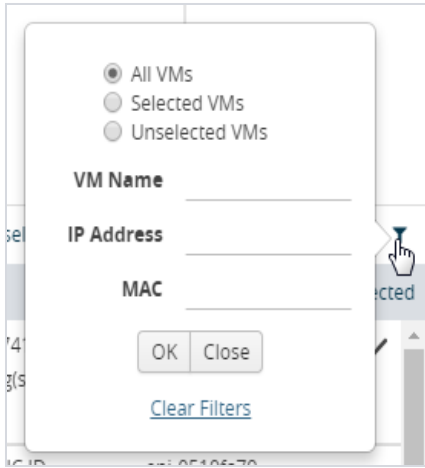 All VMs
Selected VMs
Unselected VMs
VM Name
IP Address
MAC
OK Close
Clear Filters